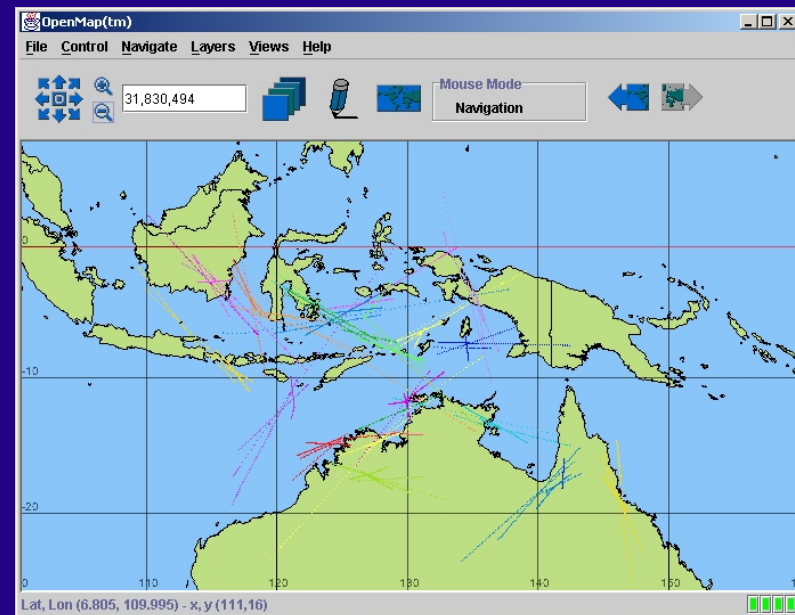 OpenMap(tm)
File Control Navigate Layers Views Help
31,830,494
Mouse Mode
Navigation
0
-10
-20
0 110 120 130 140 150
Lat, Lon (6.805, 109.995) - x, y (111,16)